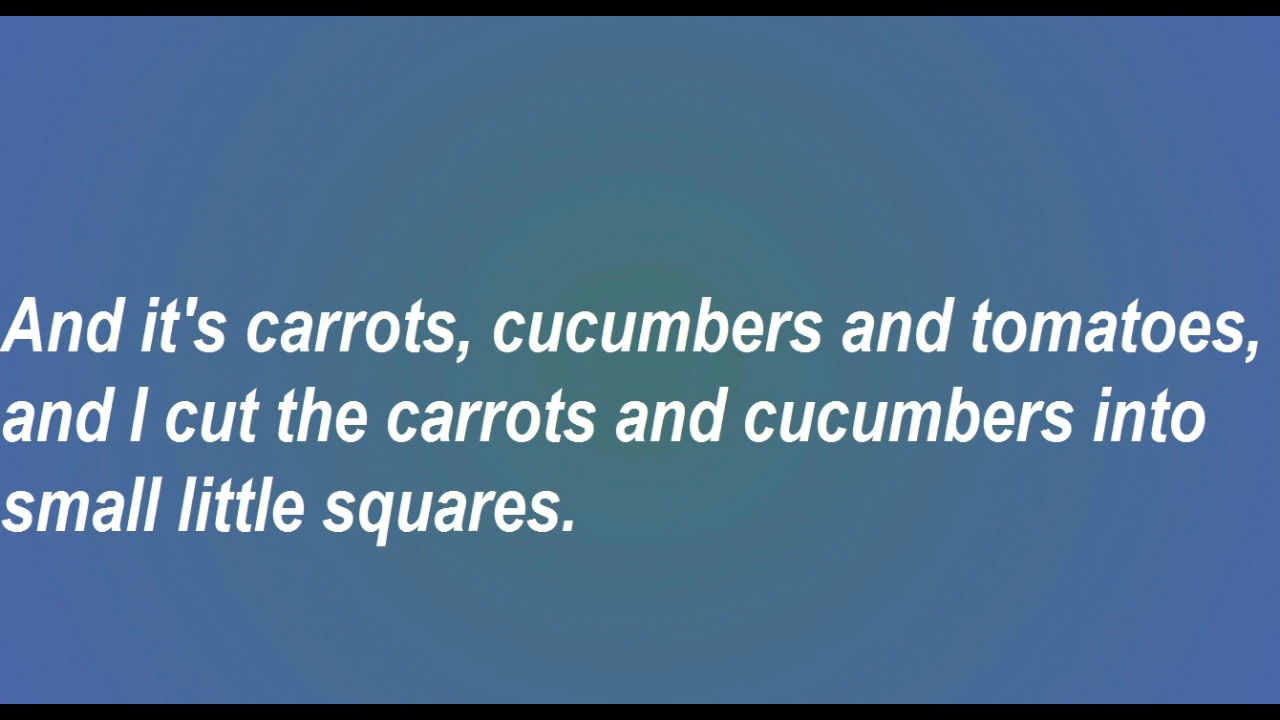 And it's carrots, cucumbers and tomatoes,
and I cut the carrots and cucumbers into
small little squares.